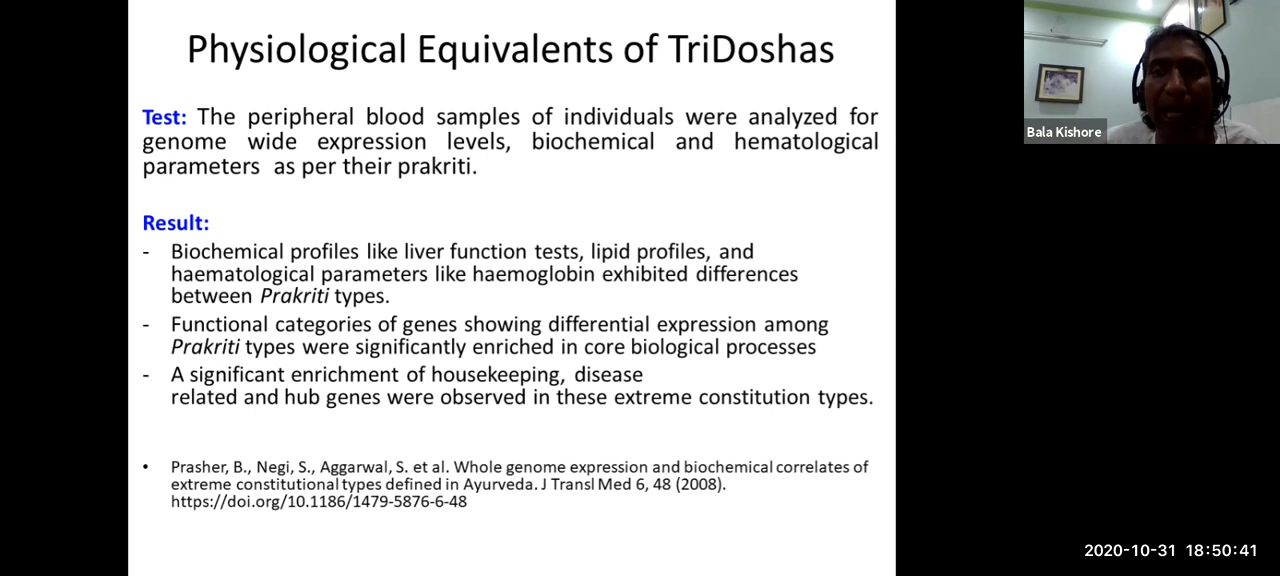 Physiological Equivalents of TriDoshas
Test: The peripheral blood samples of individuals were analyzed for
genome wide expression levels, biochemical and hematological
parameters as per their prakriti.
Result:
- Biochemical profiles like liver function tests, lipid profiles, and
haematological parameters like haemoglobin exhibited differences
between Prakriti types.
- Functional categories of genes showing differential expression among
Prakriti types were significantly enriched in core biological processes
- A significant enrichment of housekeeping, disease
related and hub genes were observed in these extreme constitution types.
• Prasher, B., Negi, S., Aggarwal, S. et al. Whole genome expression and biochemical correlates of
extreme constitutional types defined in Ayurveda. J Transl Med 6, 48 (2008).
https://doi.org/10.1186/1479-5876-6-48
Bala Kishore
2020-10-31 18:50:41